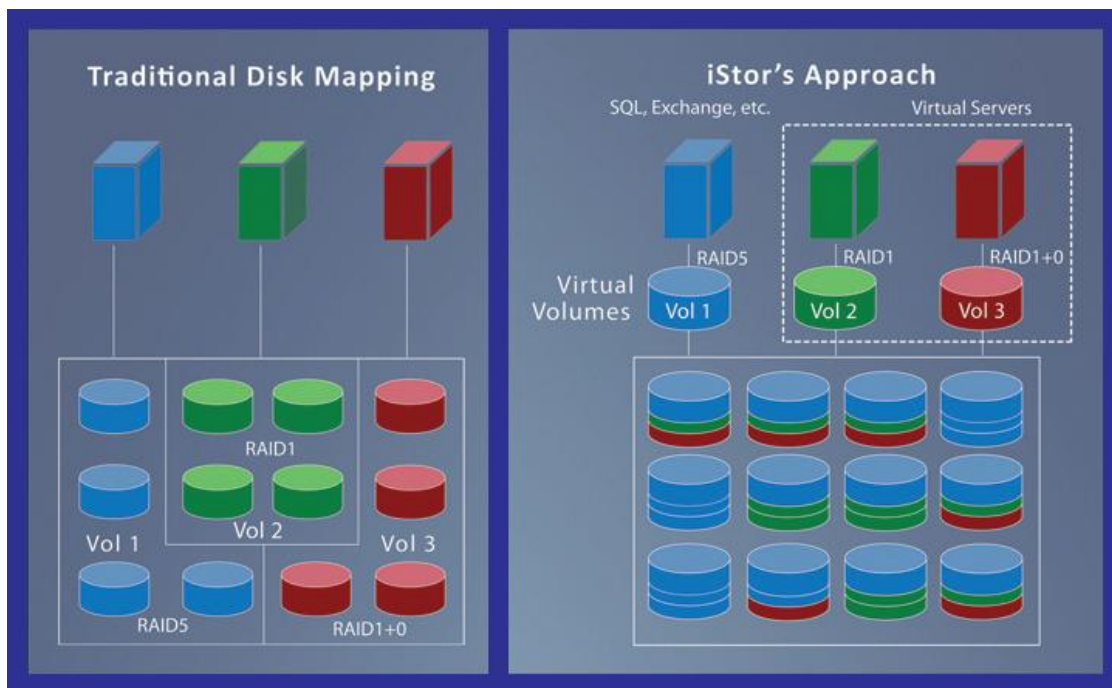 Traditional Disk Mapping
RAID1
Vol 2
Vol 1
Vol 3
RAID5
RAID1+0
iStor's Approach
SQL, Exchange, etc.
Virtual Servers
RAID5
RAID1
RAID1+0
Virtual
Volumes
Vol 1
Vol 2
Vol 3